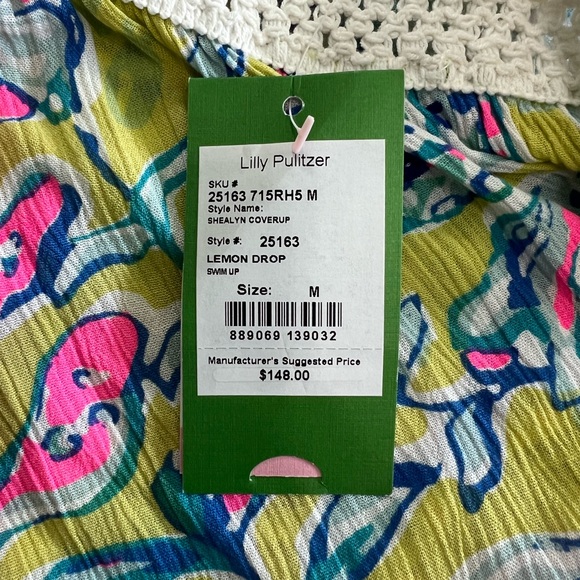 Lilly Pulitzer
SKU #
25163 715RH5 M
Style Name:
SHEALYN COVERUP
Style #: 25163
LEMON DROP
SWIM UP
Size: M
889069 139032
Manufacturer's Suggested Price
$148.00